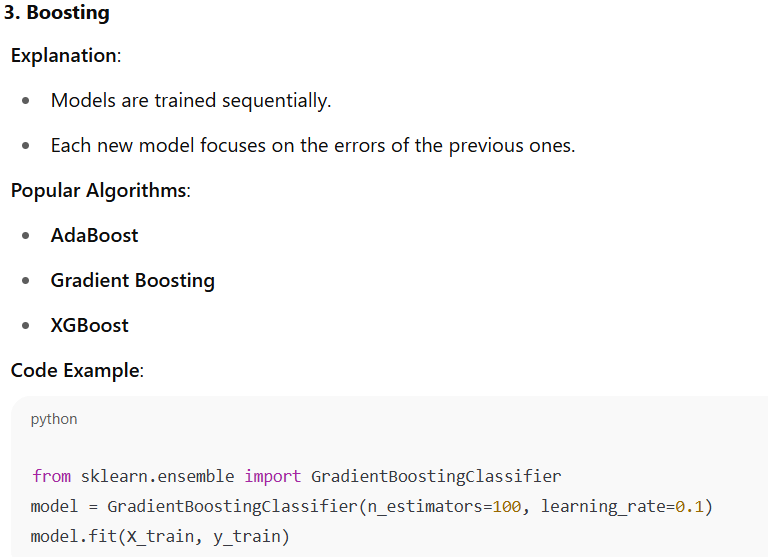 3. Boosting
Explanation:
• Models are trained sequentially.
• Each new model focuses on the errors of the previous ones.
Popular Algorithms:
• AdaBoost
• Gradient Boosting
• XGBoost
Code Example:
python
from sklearn.ensemble import GradientBoostingClassifier
model = GradientBoostingClassifier(n_estimators=100, learning_rate=0.1)
model.fit(X_train, y_train)